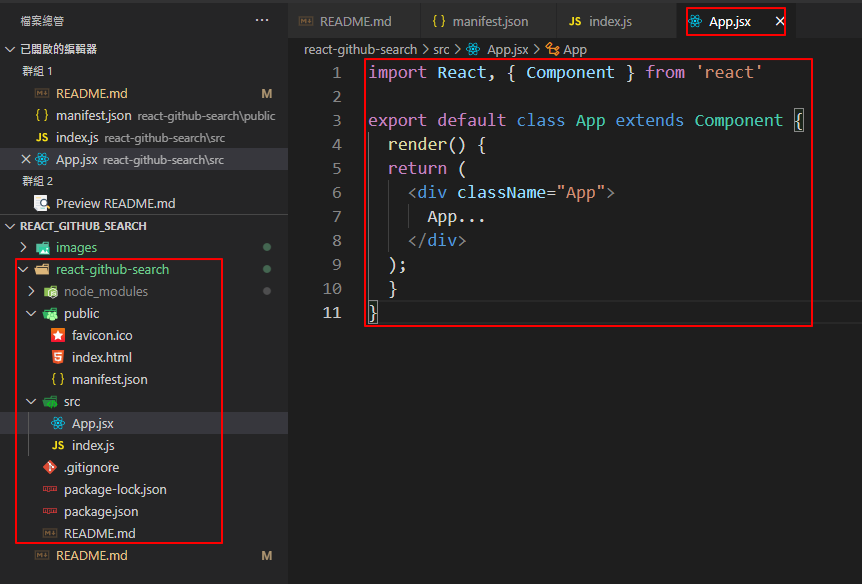 檔案總管 ...
已開啟的編輯器
群組 1
README.md M
manifest.json react-github-search\public
JS index.js react-github-search\src
App.jsx react-github-search\src
群組 2
Preview README.md
REACT_GITHUB_SEARCH
images
react-github-search
node_modules
public
favicon.ico
index.html
{ } manifest.json
src
App.jsx
JS index.js
.gitignore
package-lock.json
package.json
README.md
README.md M
README.md { } manifest.json JS index.js App.jsx
react-github-search > src > App.jsx > App
1 import React, { Component } from 'react'
2
3 export default class App extends Component {
4 render() {
5 return (
6 <div className="App">
7 App...
8 </div>
9 );
10 }
11 }